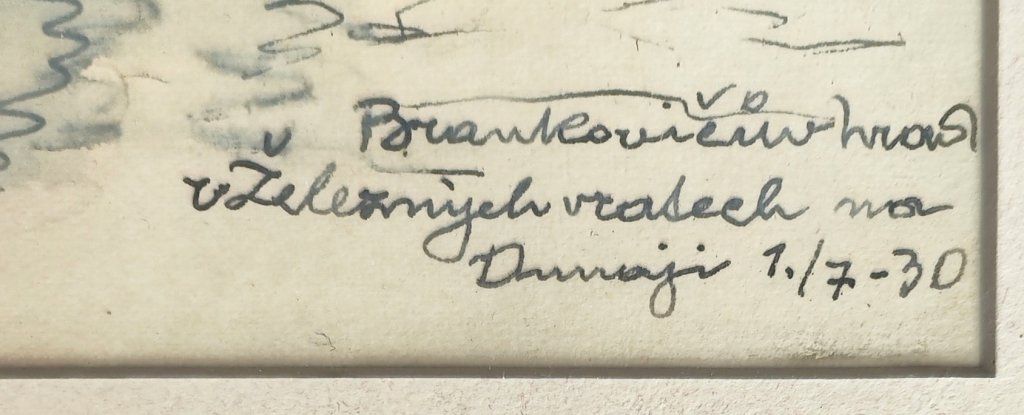 Brankovičův hrad
v Železných vratech na
Dunaji 1./7.-30